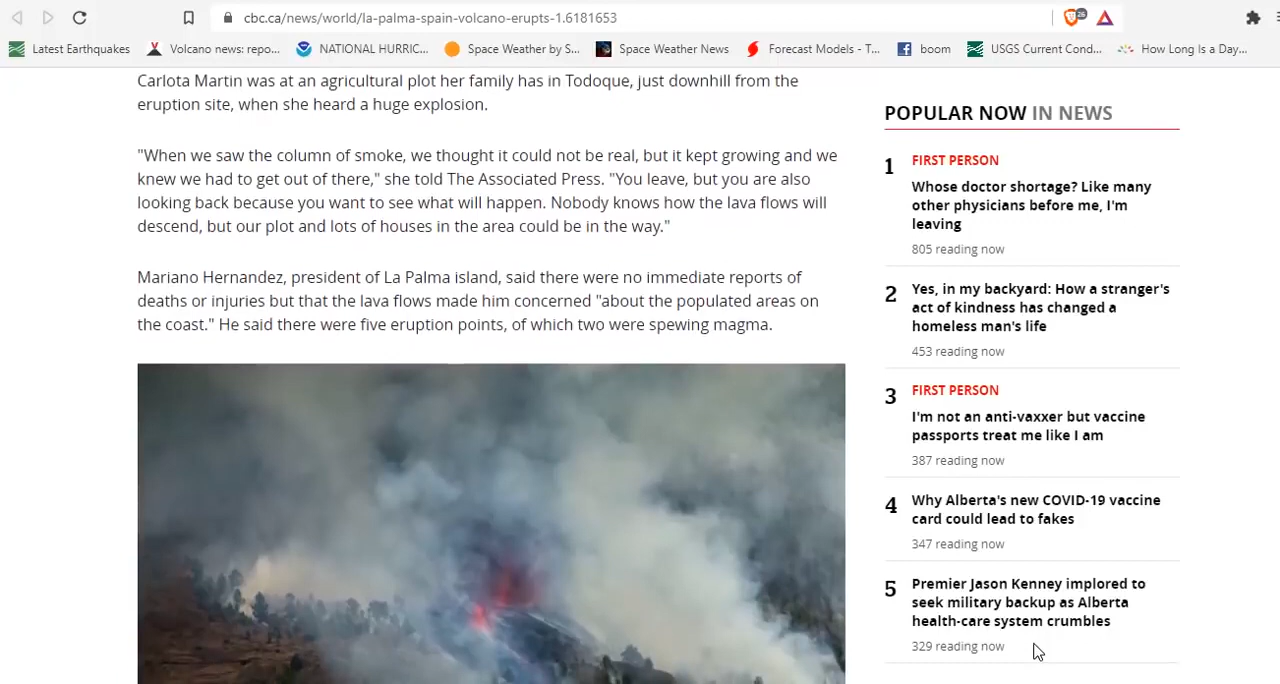 cbc.ca/news/world/la-palma-spain-volcano-erupts-1.6181653
26
Latest Earthquakes Volcano news: repo... NATIONAL HURRIC... Space Weather by S... Space Weather News Forecast Models - T... boom USGS Current Cond... How Long Is a Day...
Carlota Martin was at an agricultural plot her family has in Todoque, just downhill from the
eruption site, when she heard a huge explosion.
"When we saw the column of smoke, we thought it could not be real, but it kept growing and we
knew we had to get out of there," she told The Associated Press. "You leave, but you are also
looking back because you want to see what will happen. Nobody knows how the lava flows will
descend, but our plot and lots of houses in the area could be in the way."
Mariano Hernandez, president of La Palma island, said there were no immediate reports of
deaths or injuries but that the lava flows made him concerned "about the populated areas on
the coast." He said there were five eruption points, of which two were spewing magma.
POPULAR NOW IN NEWS
1 FIRST PERSON
Whose doctor shortage? Like many
other physicians before me, I'm
leaving
805 reading now
2 Yes, in my backyard: How a stranger's
act of kindness has changed a
homeless man's life
453 reading now
3 FIRST PERSON
I'm not an anti-vaxxer but vaccine
passports treat me like I am
387 reading now
4 Why Alberta's new COVID-19 vaccine
card could lead to fakes
347 reading now
5 Premier Jason Kenney implored to
seek military backup as Alberta
health-care system crumbles
329 reading now